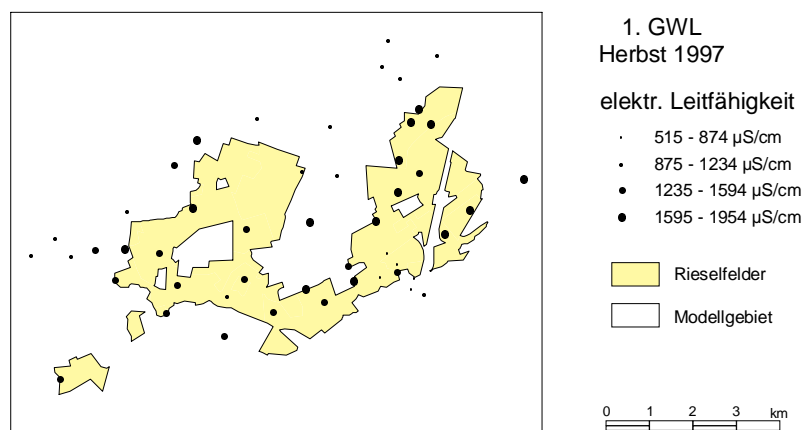 1. GWL
Herbst 1997
elektr. Leitfähigkeit
515 - 874 µS/cm
875 - 1234 µS/cm
1235 - 1594 µS/cm
1595 - 1954 µS/cm
Rieselfelder
Modellgebiet
0 1 2 3 km